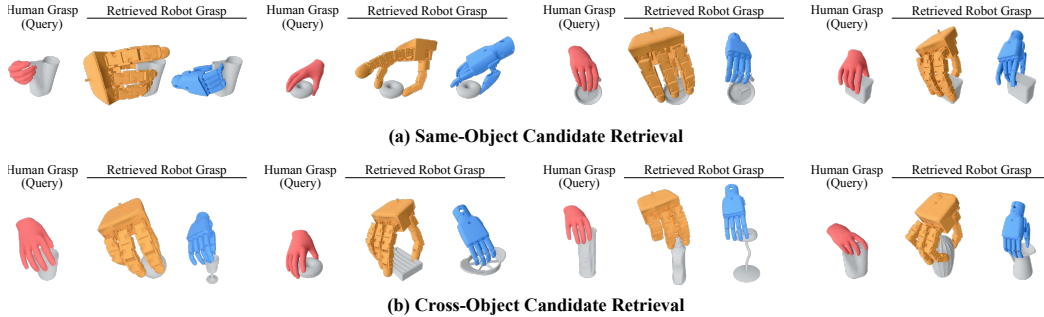 Human Grasp
(Query)
Retrieved Robot Grasp
Human Grasp
(Query)
Retrieved Robot Grasp
Human Grasp
(Query)
Retrieved Robot Grasp
Human Grasp
(Query)
Retrieved Robot Grasp
(a) Same-Object Candidate Retrieval
Human Grasp
(Query)
Retrieved Robot Grasp
Human Grasp
(Query)
Retrieved Robot Grasp
Human Grasp
(Query)
Retrieved Robot Grasp
Human Grasp
(Query)
Retrieved Robot Grasp
(b) Cross-Object Candidate Retrieval